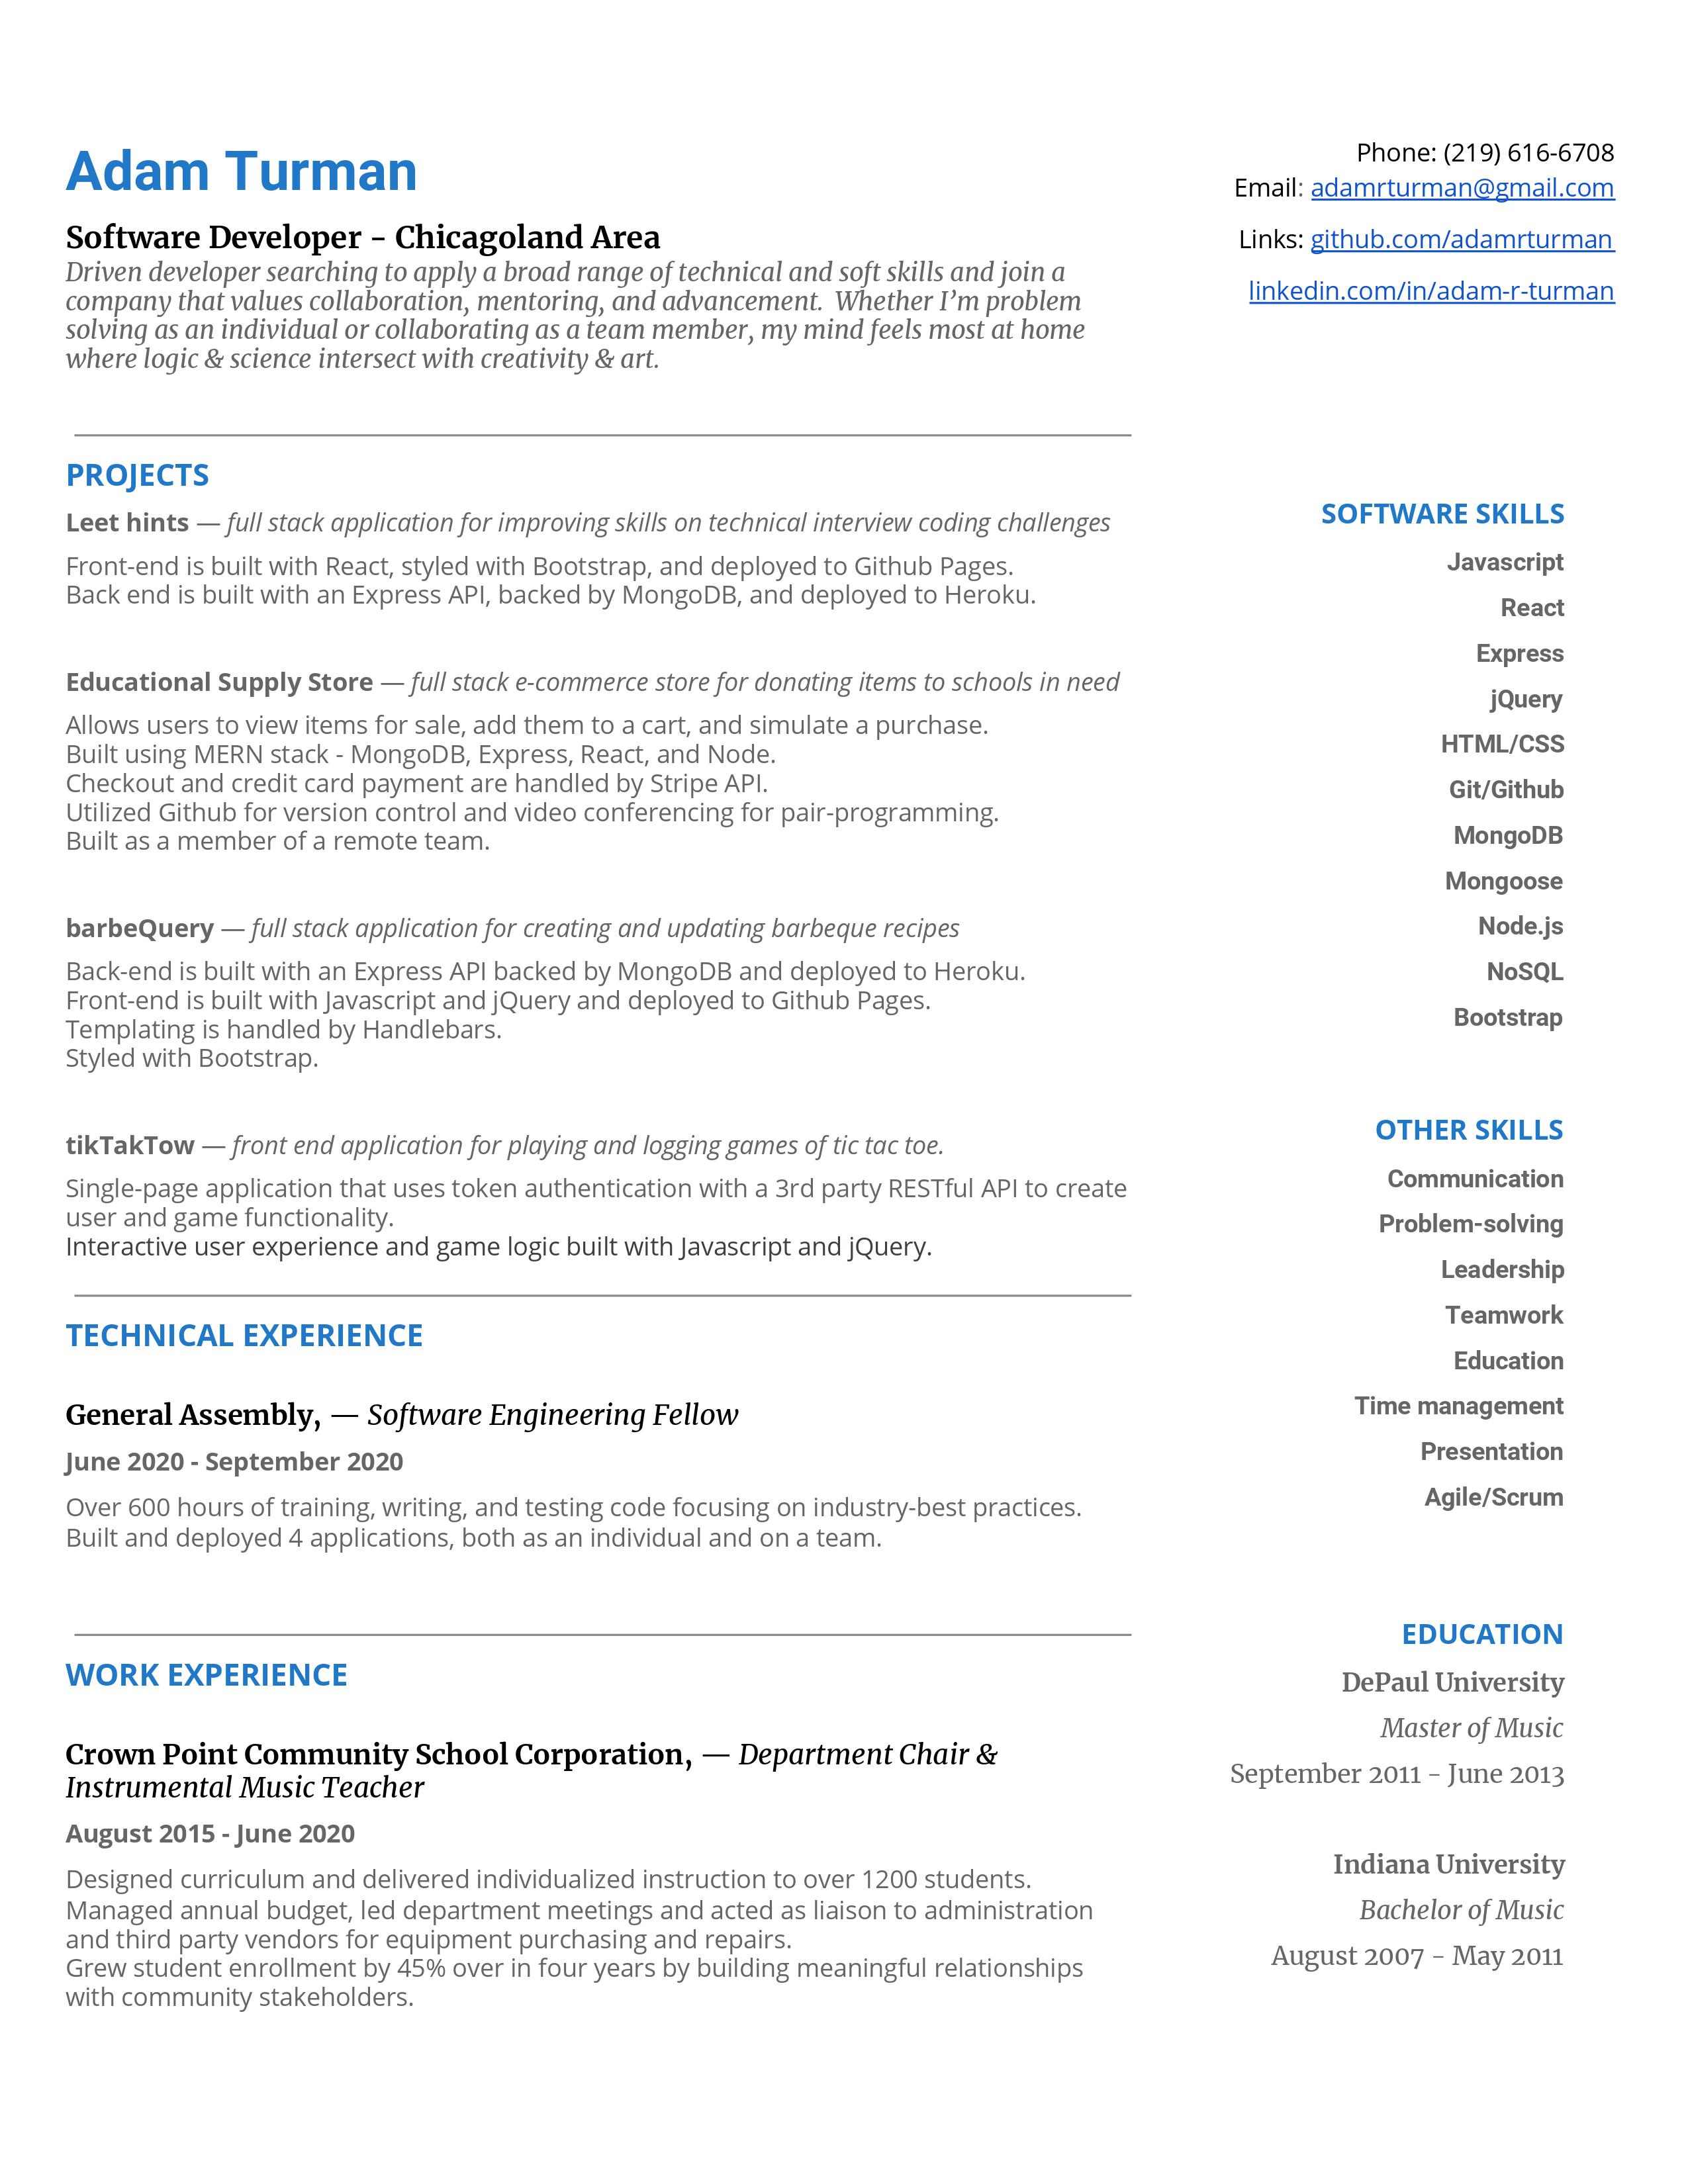 Adam Turman
Software Developer - Chicagoland Area
Driven developer searching to apply a broad range of technical and soft skills and join a
company that values collaboration, mentoring, and advancement.  Whether I'm problem
solving as an individual or collaborating as a team member, my mind feels most at home
where logic & science intersect with creativity & art.
Phone: (219) 616-6708
Email: adamrturman@gmail.com
Links: github.com/adamrturman
linkedin.com/in/adam-r-turman
PROJECTS
Leet hints — full stack application for improving skills on technical interview coding challenges
Front-end is built with React, styled with Bootstrap, and deployed to Github Pages.
Back end is built with an Express API, backed by MongoDB, and deployed to Heroku.
Educational Supply Store — full stack e-commerce store for donating items to schools in need
Allows users to view items for sale, add them to a cart, and simulate a purchase.
Built using MERN stack - MongoDB, Express, React, and Node.
Checkout and credit card payment are handled by Stripe API.
Utilized Github for version control and video conferencing for pair-programming.
Built as a member of a remote team.
barbeQuery — full stack application for creating and updating barbeque recipes
Back-end is built with an Express API backed by MongoDB and deployed to Heroku.
Front-end is built with Javascript and jQuery and deployed to Github Pages.
Templating is handled by Handlebars.
Styled with Bootstrap.
tikTakTow — front end application for playing and logging games of tic tac toe.
Single-page application that uses token authentication with a 3rd party RESTful API to create
user and game functionality.
Interactive user experience and game logic built with Javascript and jQuery.
TECHNICAL EXPERIENCE
General Assembly, — Software Engineering Fellow
June 2020 - September 2020
Over 600 hours of training, writing, and testing code focusing on industry-best practices.
Built and deployed 4 applications, both as an individual and on a team.
WORK EXPERIENCE
Crown Point Community School Corporation, — Department Chair &
Instrumental Music Teacher
August 2015 - June 2020
Designed curriculum and delivered individualized instruction to over 1200 students.
Managed annual budget, led department meetings and acted as liaison to administration
and third party vendors for equipment purchasing and repairs.
Grew student enrollment by 45% over in four years by building meaningful relationships
with community stakeholders.
SOFTWARE SKILLS
Javascript
React
Express
jQuery
HTML/CSS
Git/Github
MongoDB
Mongoose
Node.js
NoSQL
Bootstrap
OTHER SKILLS
Communication
Problem-solving
Leadership
Teamwork
Education
Time management
Presentation
Agile/Scrum
EDUCATION
DePaul University
Master of Music
September 2011 - June 2013
Indiana University
Bachelor of Music
August 2007 - May 2011